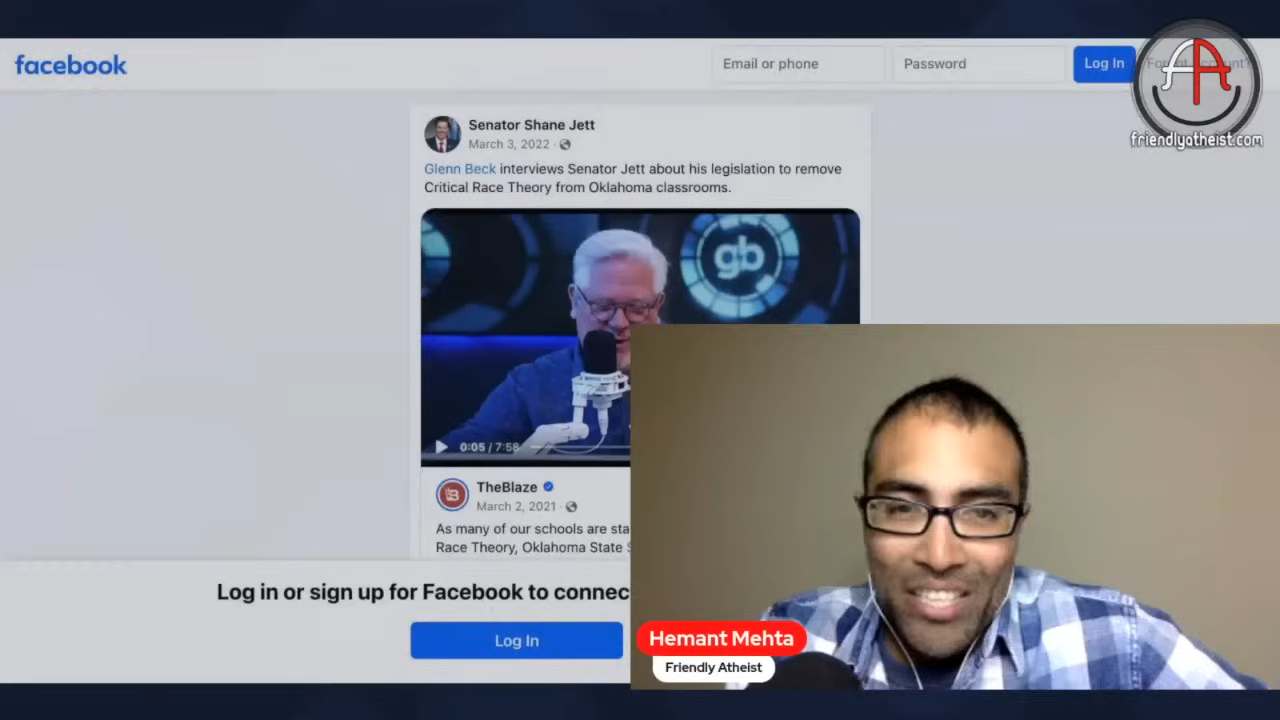 facebook
Email or phone
Password
Log In
friendlyatheist.com
Senator Shane Jett
March 3, 2022
Glenn Beck interviews Senator Jett about his legislation to remove
Critical Race Theory from Oklahoma classrooms.
gb
0:05 / 7:58
TheBlaze
March 2, 2021
As many of our schools are sta
Race Theory, Oklahoma State S
Log in or sign up for Facebook to connec
Log In
Hemant Mehta
Friendly Atheist